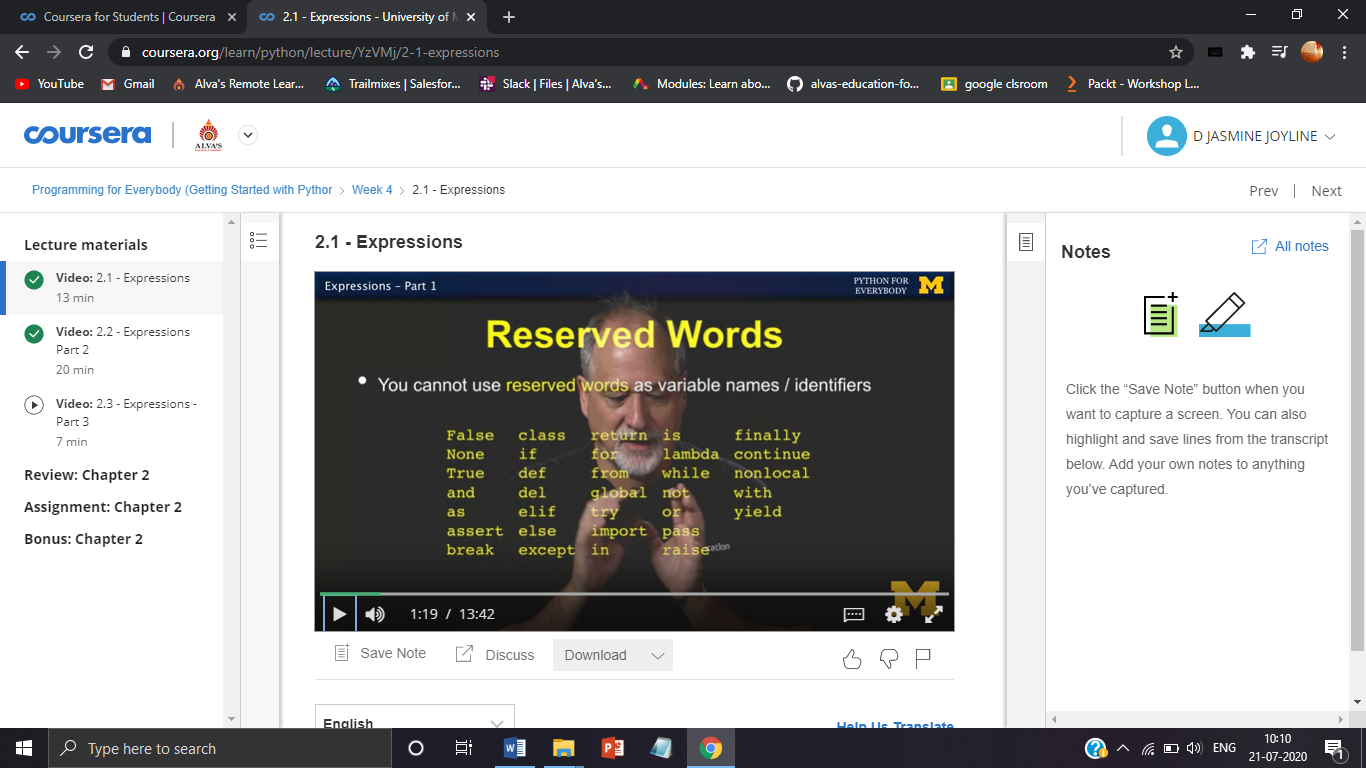 Coursera for Students | Coursera
2.1 - Expressions - University of M
coursera.org/learn/python/lecture/YzVMj/2-1-expressions
YouTube Gmail Alva's Remote Lear... Trailmixes | Salesfor... Slack | Files | Alva's... Modules: Learn abo... alvas-education-fo... google clsroom Packt - Workshop L...
coursera ALVA'S D JASMINE JOYLINE
Programming for Everybody (Getting Started with Python Week 4 2.1 - Expressions
Prev | Next
Lecture materials
Video: 2.1 - Expressions
13 min
Video: 2.2 - Expressions
Part 2
20 min
Video: 2.3 - Expressions -
Part 3
7 min
Review: Chapter 2
Assignment: Chapter 2
Bonus: Chapter 2
2.1 - Expressions
Expressions – Part 1
PYTHON FOR
EVERYBODY
M
Reserved Words
• You cannot use reserved words as variable names / identifiers
False class return is finally
None if for lambda continue
True def from while nonlocal
and del global not with
as elif try or yield
assert else import pass
break except in raise
M
1:19 / 13:42
Save Note Discuss Download
English
Help Us Translate
Notes
All notes
Click the “Save Note” button when you
want to capture a screen. You can also
highlight and save lines from the transcript
below. Add your own notes to anything
you’ve captured.
Type here to search
ENG
10:10
21-07-2020
1